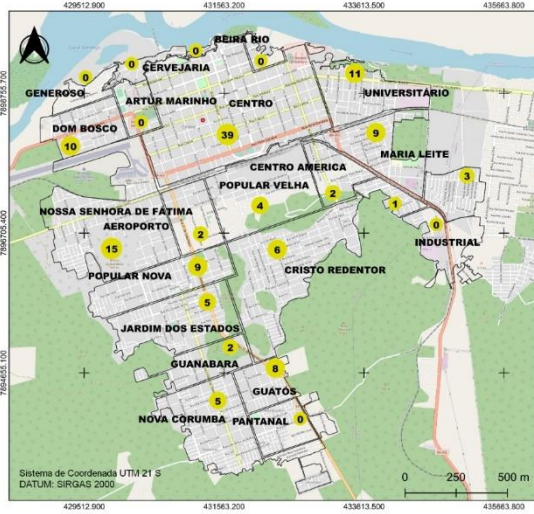 429512.900 431563.200 433613.500 435663.800
BEIRA RIO
0
0
CERVEJARIA
0
0
11
GENEROSO
UNIVERSITÁRIO
7898755.700
ARTUR MARINHO
CENTRO
0
DOM BOSCO
39
9
10
MARIA LEITE
CENTRO AMERICA
3
POPULAR VELHA
2
4
1
NOSSA SENHORA DE FÁTIMA
AEROPORTO
7896705.400
2
0
15
6
INDUSTRIAL
9
CRISTO REDENTOR
POPULAR NOVA
5
JARDIM DOS ESTADOS
2
GUANABARA
8
7894655.100
GUATÓS
5
NOVA CORUMBA
PANTANAL
0
Sistema de Coordenada UTM 21 S
DATUM: SIRGAS 2000
0 250 500 m
429512.900 431563.200 433613.500 435663.800